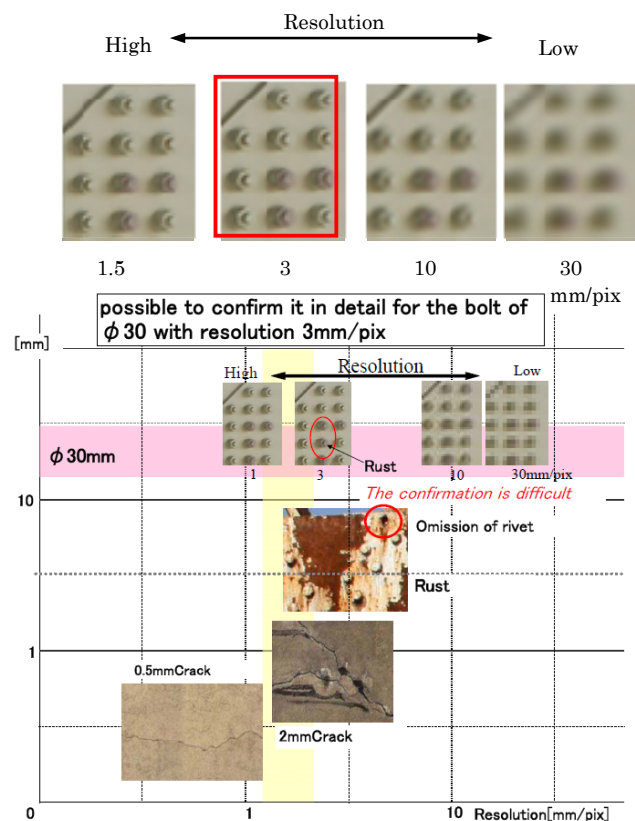 Resolution
High
Low
1.5
3
10
30
mm/pix
possible to confirm it in detail for the bolt of
φ30 with resolution 3mm/pix
[mm]
Resolution
High
Low
φ30mm
Rust
1
3
10
30mm/pix
The confirmation is difficult
10
Omission of rivet
Rust
1
0.5mmCrack
2mmCrack
0
1
10
Resolution[mm/pix]